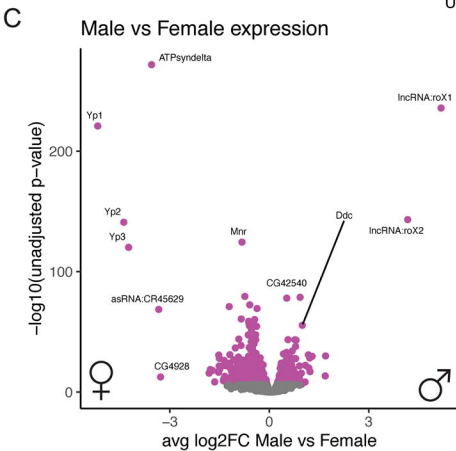 C
Male vs Female expression
ATPsyndelta
lncRNA:roX1
Yp1
200
Yp2
Ddc
lncRNA:roX2
Yp3
Mnr
100
CG42540
asRNA:CR45629
CG4928
0
−3
0
3
avg log2FC Male vs Female
−log10(unadjusted p−value)